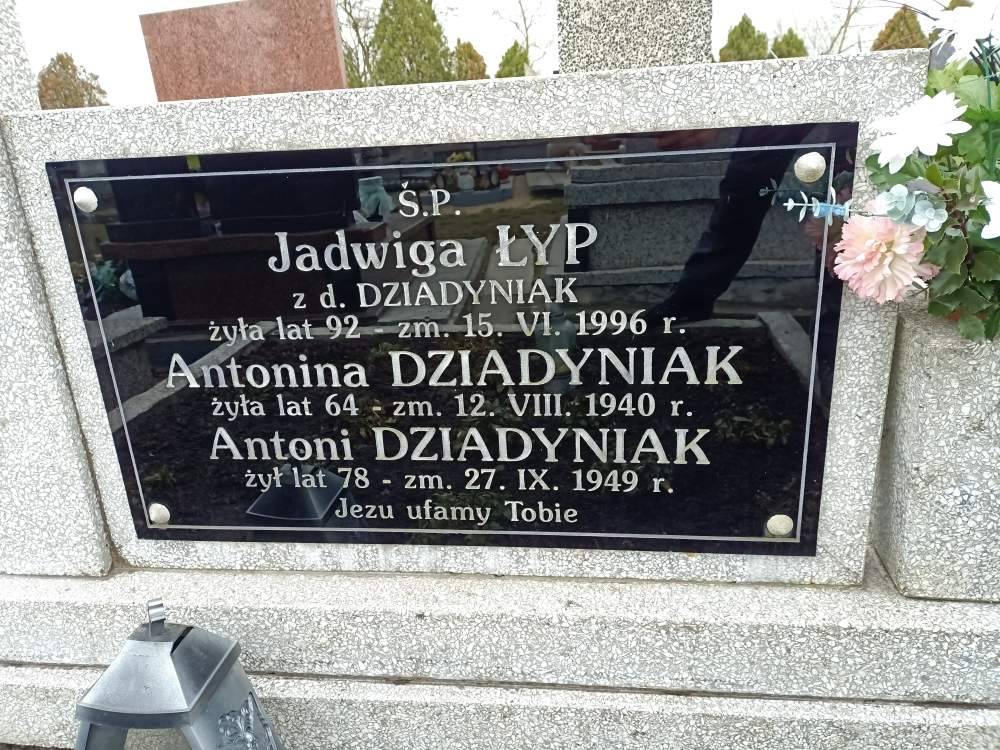 Ś.P.
Jadwiga ŁYP
z d. DZIADYNIAK
żyła lat 92 - zm. 15. VI. 1996 r.
Antonina DZIADYNIAK
żyła lat 64 - zm. 12. VIII. 1940 r.
Antoni DZIADYNIAK
żył lat 78 - zm. 27. IX. 1949 r.
Jezu ufamy Tobie